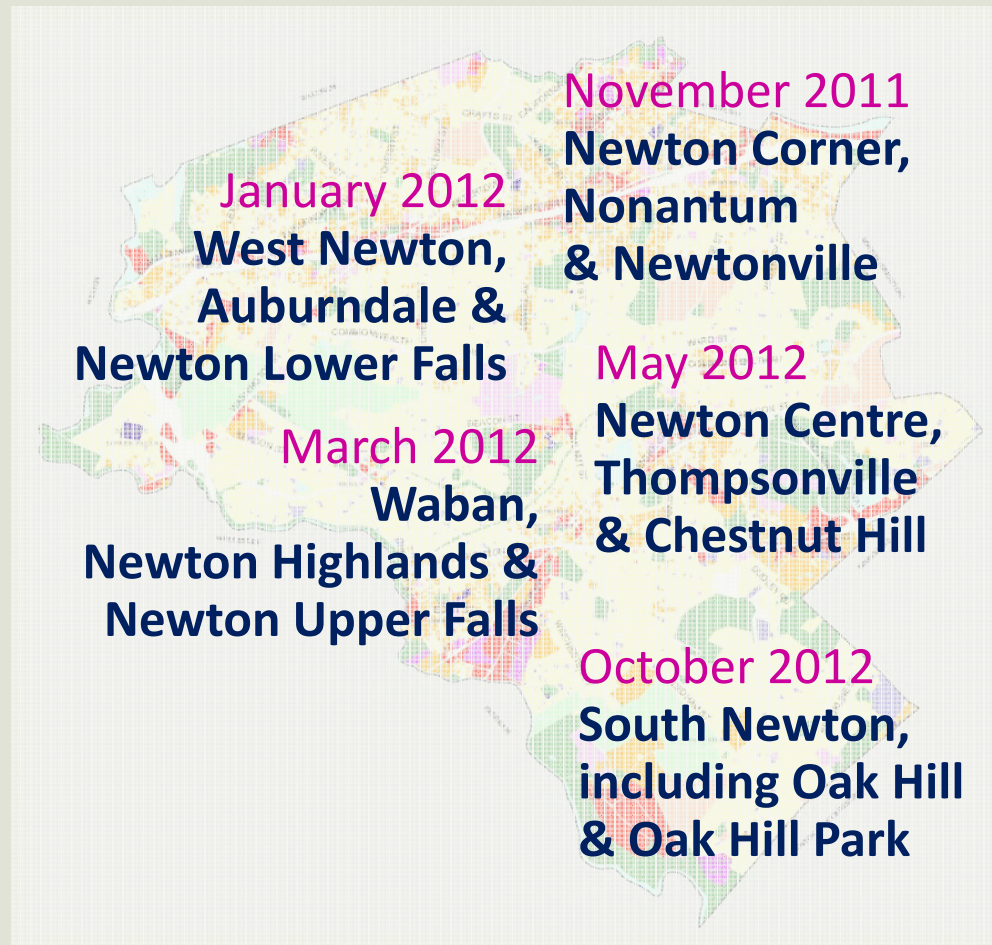 November 2011
Newton Corner,
Nonantum
& Newtonville
January 2012
West Newton,
Auburndale &
Newton Lower Falls
May 2012
Newton Centre,
Thompsonville
& Chestnut Hill
March 2012
Waban,
Newton Highlands &
Newton Upper Falls
October 2012
South Newton,
including Oak Hill
& Oak Hill Park